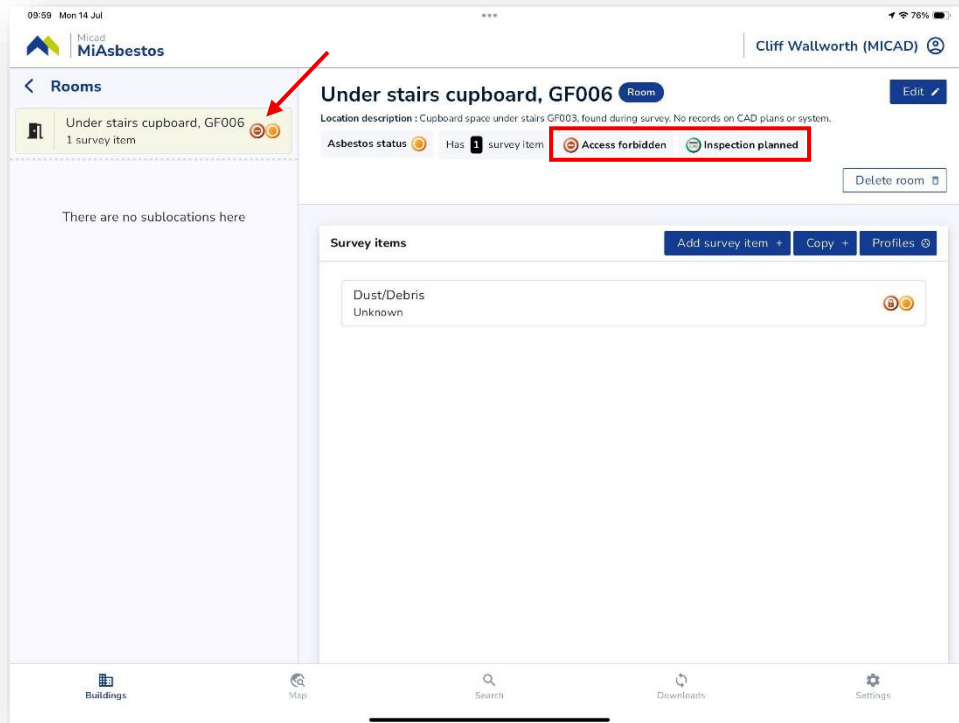 09:59 Mon 14 Jul
76%
Micad
MiAsbestos
Cliff Wallworth (MICAD)
Rooms
Under stairs cupboard, GF006
1 survey item
There are no sublocations here
Under stairs cupboard, GF006 Room
Edit
Location description : Cupboard space under stairs GF003, found during survey. No records on CAD plans or system.
Asbestos status Has 1 survey item Access forbidden Inspection planned
Delete room
Survey items
Add survey item + Copy + Profiles
Dust/Debris
Unknown
Buildings Map Search Downloads Settings